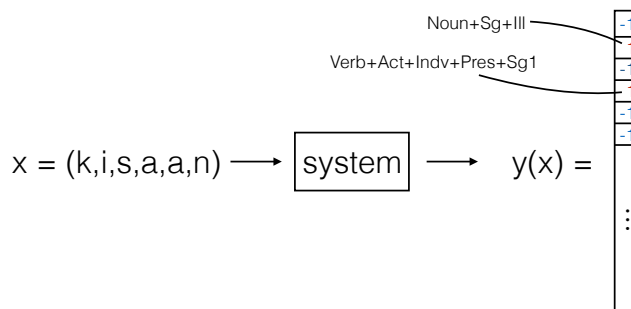 Noun+Sg+Ill
Verb+Act+Indv+Pres+Sg1
x = (k,i,s,a,a,n)
system
y(x) =